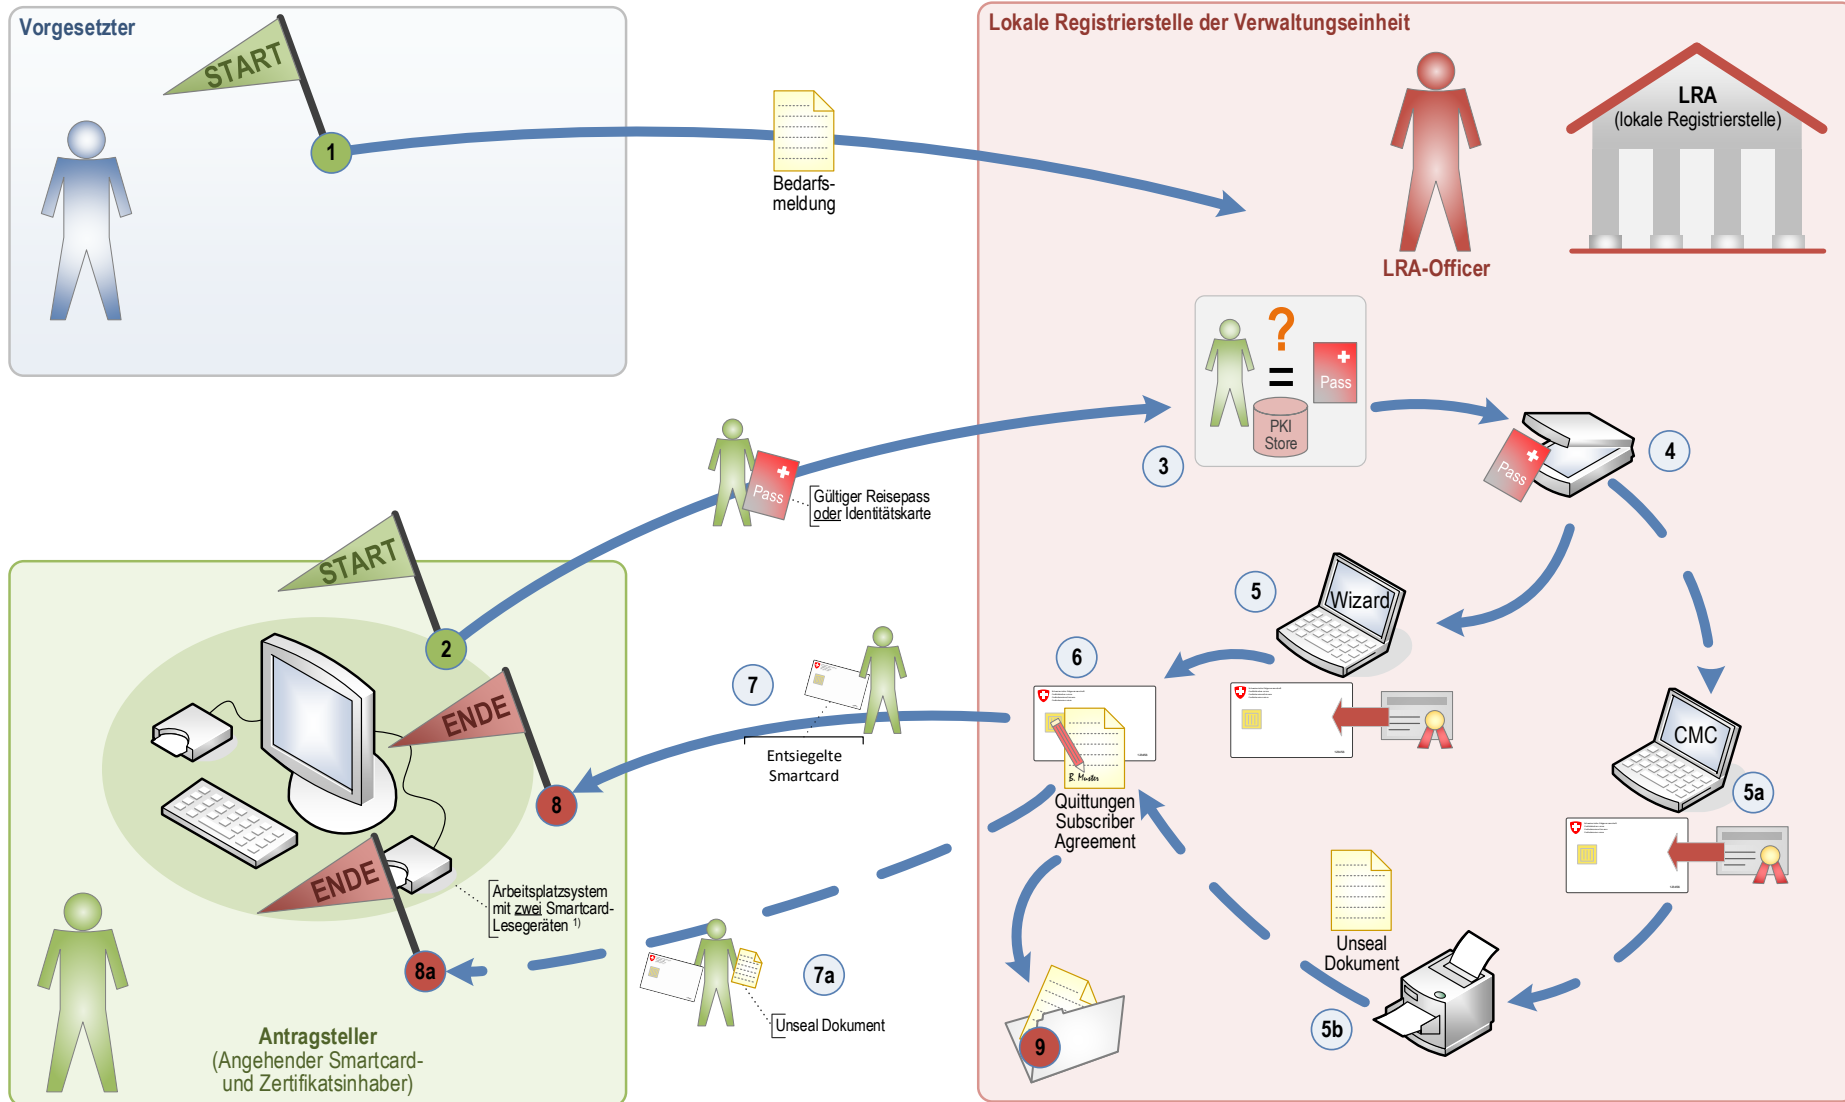 Vorgesetzter
START
1
Bedarfs-
meldung
Lokale Registrierstelle der Verwaltungseinheit
LRA
(lokale Registrierstelle)
LRA-Officer
?
=
Pass
PKI
Store
3
Pass
4
Pass
Gültiger Reisepass
oder Identitätskarte
START
2
ENDE
8
ENDE
8a
Arbeitsplatzsystem
mit zwei Smartcard-
Lesegeräten 1)
Antragsteller
(Angehender Smartcard-
und Zertifikatsinhaber)
7
Entsiegelte
Smartcard
7a
Unseal Dokument
5
Wizard
6
B. Muster
Quittungen
Subscriber
Agreement
CMC
5a
Unseal
Dokument
5b
9